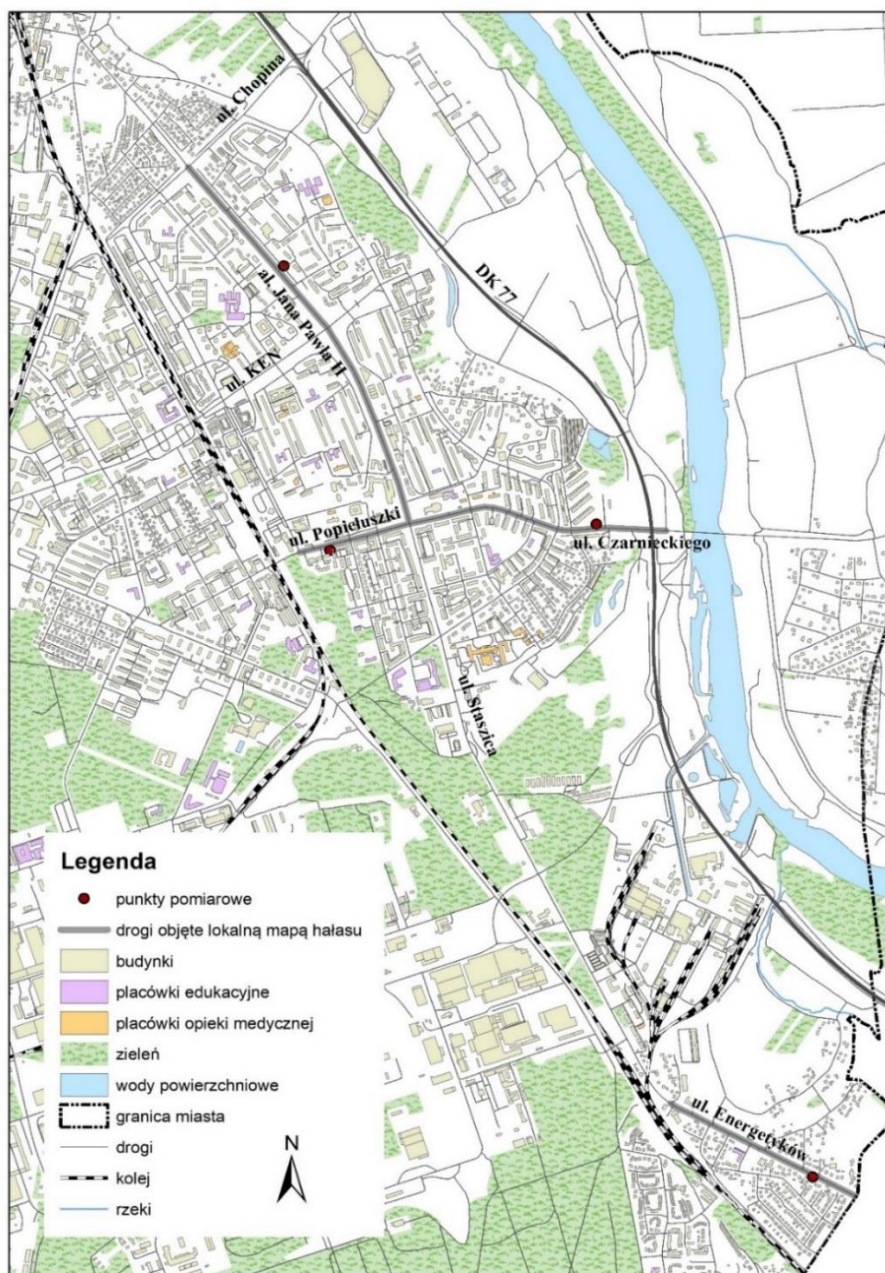 ul. Chopina
DK 77
al. Jana Pawła II
ul. KEN
ul. Popiełuszki
ul. Czarnieckiego
ul. Staszica
ul. Energetyków
Legenda
punkty pomiarowe
drogi objęte lokalną mapą hałasu
budynki
placówki edukacyjne
placówki opieki medycznej
zieleń
wody powierzchniowe
granica miasta
drogi
kolej
rzeki
N